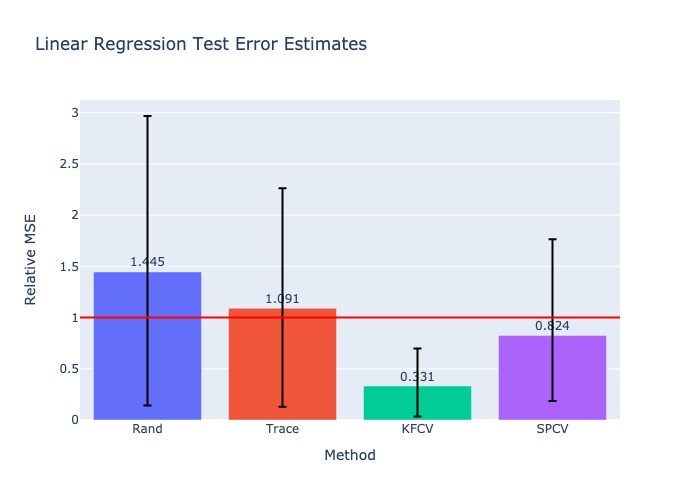 Linear Regression Test Error Estimates
Relative MSE
3
2.5
2
1.5
1
0.5
0
1.445
1.091
0.331
0.824
Rand
Trace
KFCV
SPCV
Method